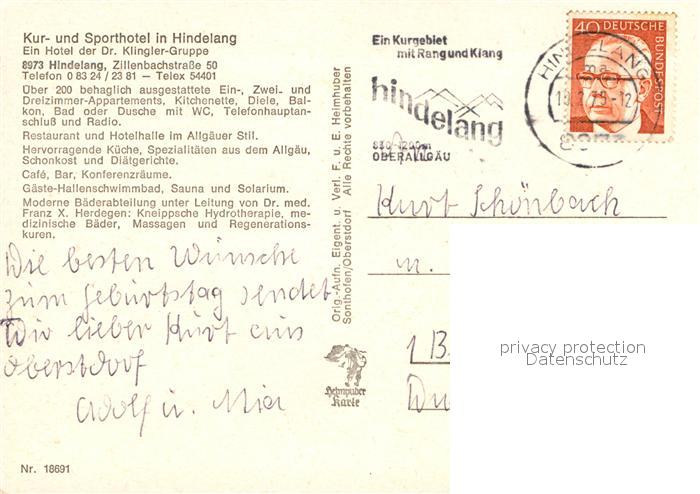 Kur- und Sporthotel in Hindelang
Ein Hotel der Dr. Klingler-Gruppe
8973 Hindelang, Zillenbachstraße 50
Telefon 0 83 24 / 23 81 — Telex 54401
Über 200 behaglich ausgestattete Ein-, Zwei- und
Dreizimmer-Appartements, Kitchenette, Diele, Bal-
kon, Bad oder Dusche mit WC, Telefonhauptan-
schluß und Radio.
Restaurant und Hotelhalle im Allgäuer Stil.
Hervorragende Küche, Spezialitäten aus dem Allgäu,
Schonkost und Diätgerichte.
Café, Bar, Konferenzräume.
Gäste-Hallenschwimmbad, Sauna und Solarium.
Moderne Bäderabteilung unter Leitung von Dr. med.
Franz X. Herdegen: Kneippsche Hydrotherapie, me-
dizinische Bäder, Massagen und Regenerations-
kuren.
Die besten Wünsche
zum Geburtstag sendet
Dir lieber Kurt aus
Oberstdorf
Adolf u. Mia
Nr. 18691
Orig.-Aufn. Eigent. u. Verl. F. u. E. Heimhuber
Sonthofen/Oberstdorf Alle Rechte vorbehalten
Heimhuber
Karte
Ein Kurgebiet
mit Rang und Klang
hindelang
850-1200m
OBERALLGÄU
HINDELANG
8973
40 DEUTSCHE
BUNDESPOST
Kurt Schönbach
m.
1 B
privacy protection
Datenschutz